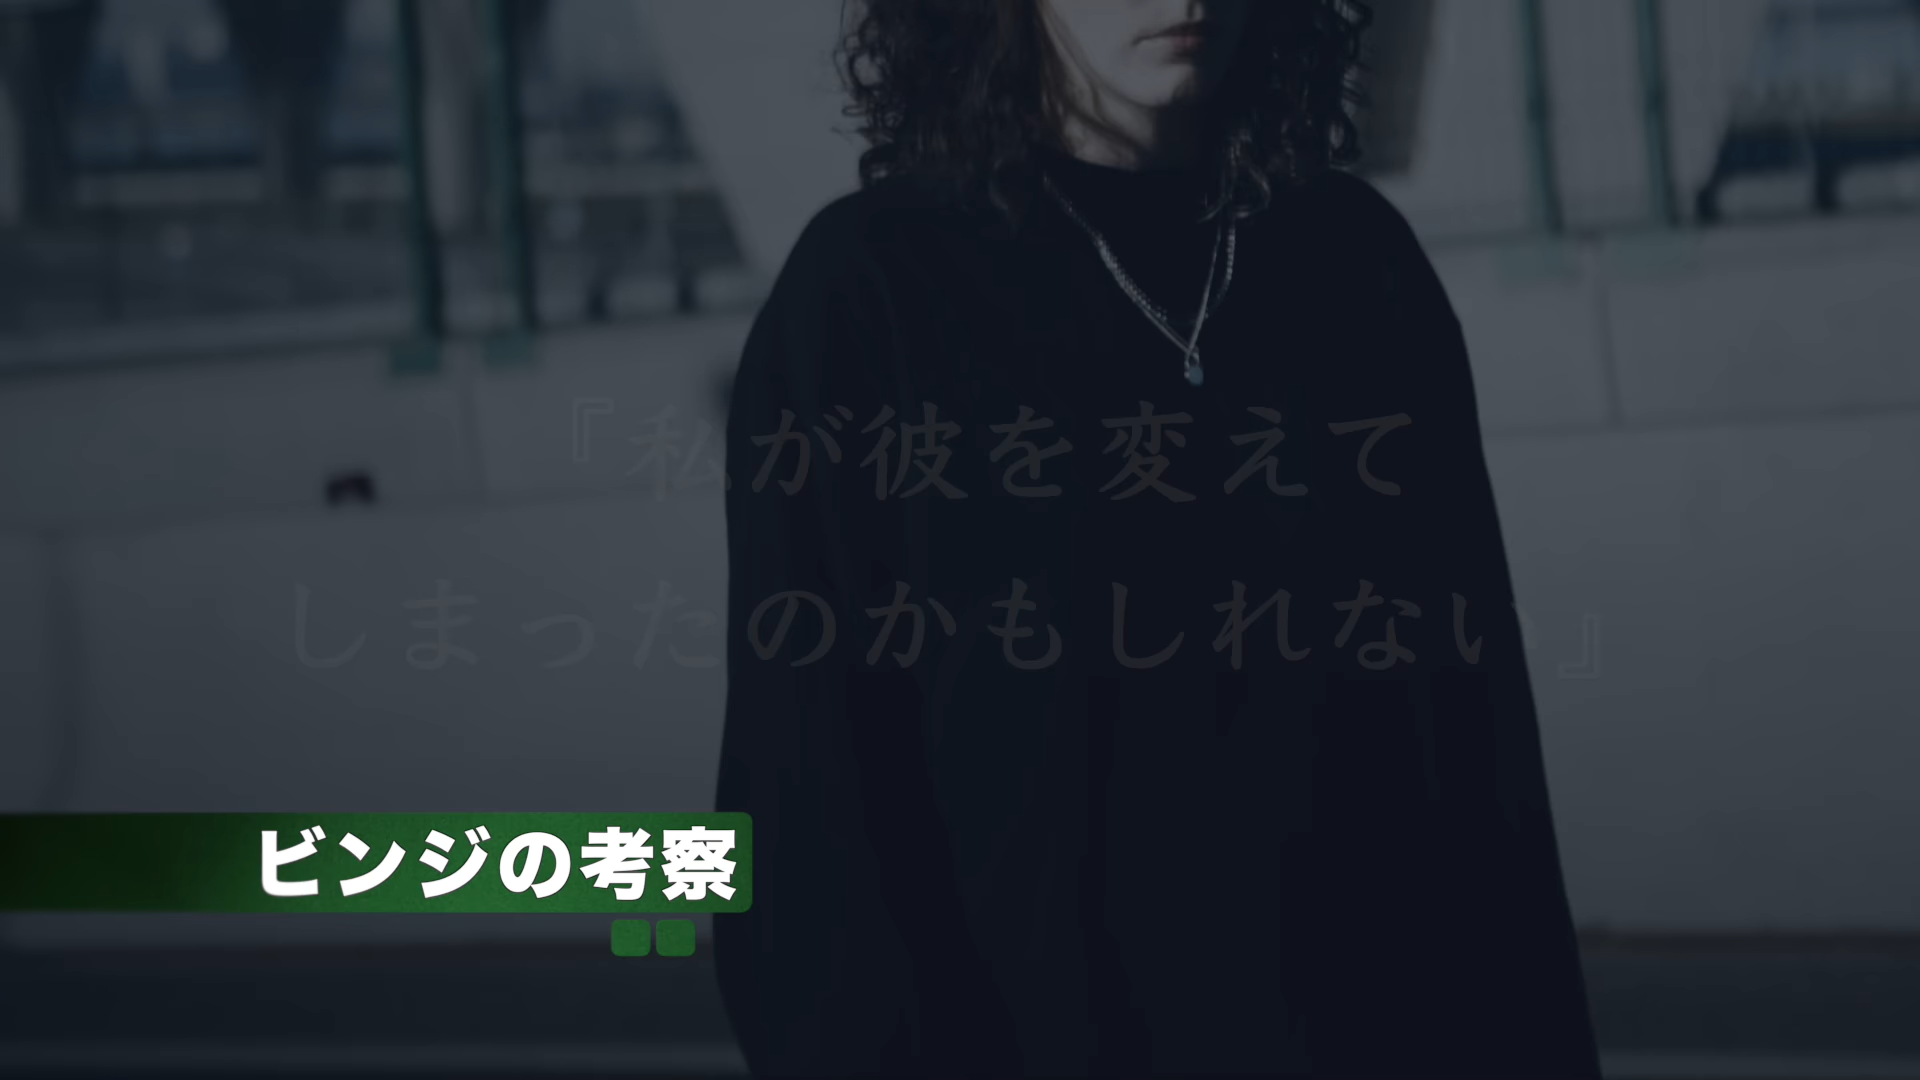 『私が彼を変えて
しまったのかもしれない』
ビンジの考察